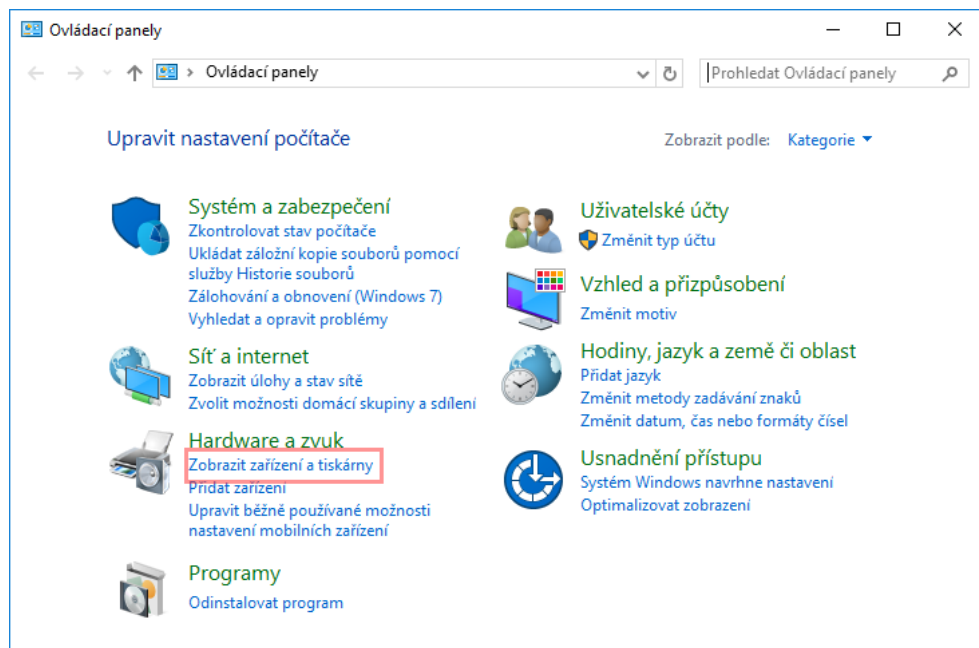 Ovládací panely
Ovládací panely
Prohledat Ovládací panely
Upravit nastavení počítače
Zobrazit podle: Kategorie
Systém a zabezpečení
Zkontrolovat stav počítače
Ukládat záložní kopie souborů pomocí
služby Historie souborů
Zálohování a obnovení (Windows 7)
Vyhledat a opravit problémy
Síť a internet
Zobrazit úlohy a stav sítě
Zvolit možnosti domácí skupiny a sdílení
Hardware a zvuk
Zobrazit zařízení a tiskárny
Přidat zařízení
Upravit běžně používané možnosti
nastavení mobilních zařízení
Programy
Odinstalovat program
Uživatelské účty
Změnit typ účtu
Vzhled a přizpůsobení
Změnit motiv
Hodiny, jazyk a země či oblast
Přidat jazyk
Změnit metody zadávání znaků
Změnit datum, čas nebo formáty čísel
Usnadnění přístupu
Systém Windows navrhne nastavení
Optimalizovat zobrazení